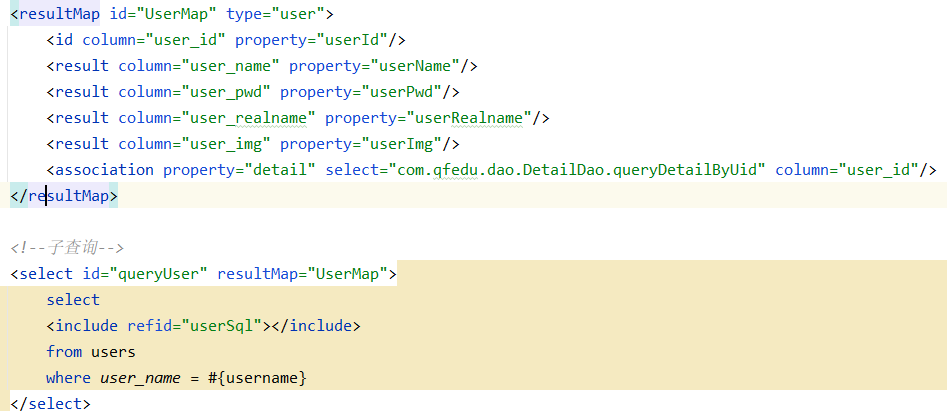 <resultMap id="UserMap" type="user">
    <id column="user_id" property="userId"/>
    <result column="user_name" property="userName"/>
    <result column="user_pwd" property="userPwd"/>
    <result column="user_realname" property="userRealname"/>
    <result column="user_img" property="userImg"/>
    <association property="detail" select="com.qfedu.dao.DetailDao.queryDetailByUid" column="user_id"/>
</resultMap>
<!--子查询-->
<select id="queryUser" resultMap="UserMap">
    select
    <include refid="userSql"></include>
    from users
    where user_name = #{username}
</select>